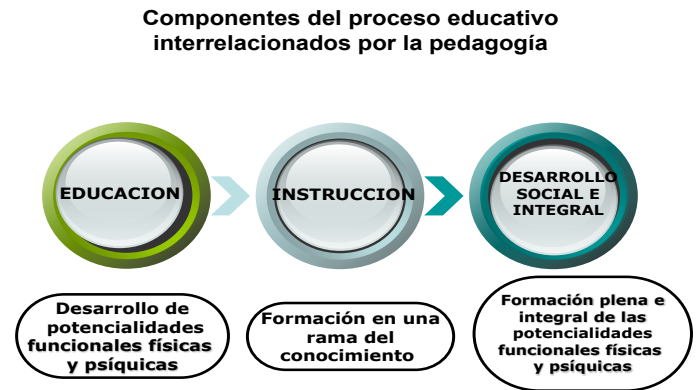 Componentes del proceso educativo
interrelacionados por la pedagogía
EDUCACION
INSTRUCCION
DESARROLLO
SOCIAL E
INTEGRAL
Desarrollo de
potencialidades
funcionales físicas
y psíquicas
Formación en una
rama del
conocimiento
Formación plena e
integral de las
potencialidades
funcionales físicas
y psíquicas